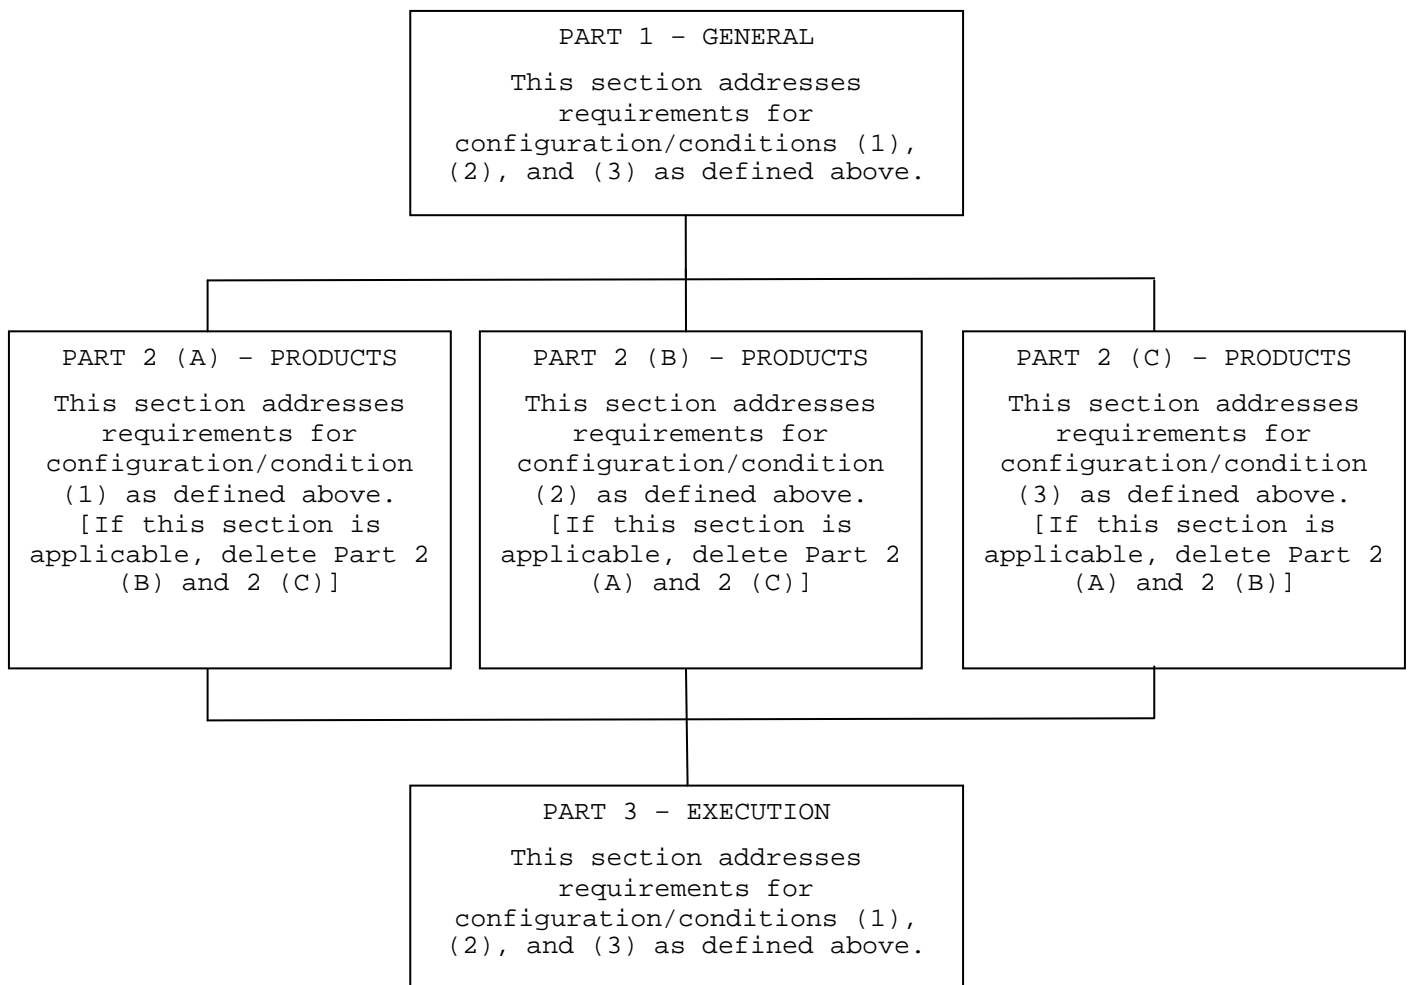 PART 1 – GENERAL
This section addresses
requirements for
configuration/conditions (1),
(2), and (3) as defined above.
PART 2 (A) – PRODUCTS
This section addresses
requirements for
configuration/condition
(1) as defined above.
[If this section is
applicable, delete Part 2
(B) and 2 (C)]
PART 2 (B) – PRODUCTS
This section addresses
requirements for
configuration/condition
(2) as defined above.
[If this section is
applicable, delete Part 2
(A) and 2 (C)]
PART 2 (C) – PRODUCTS
This section addresses
requirements for
configuration/condition
(3) as defined above.
[If this section is
applicable, delete Part 2
(A) and 2 (B)]
PART 3 – EXECUTION
This section addresses
requirements for
configuration/conditions (1),
(2), and (3) as defined above.